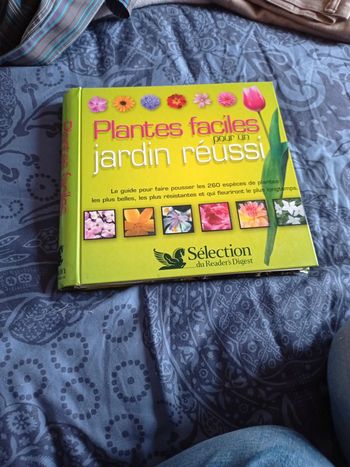 Plantes faciles
pour un
jardin réussi
Le guide pour faire pousser les 260 espèces de plantes
les plus belles, les plus résistantes et qui fleuriront le plus longtemps.
Sélection
du Reader's Digest
Plantes faciles